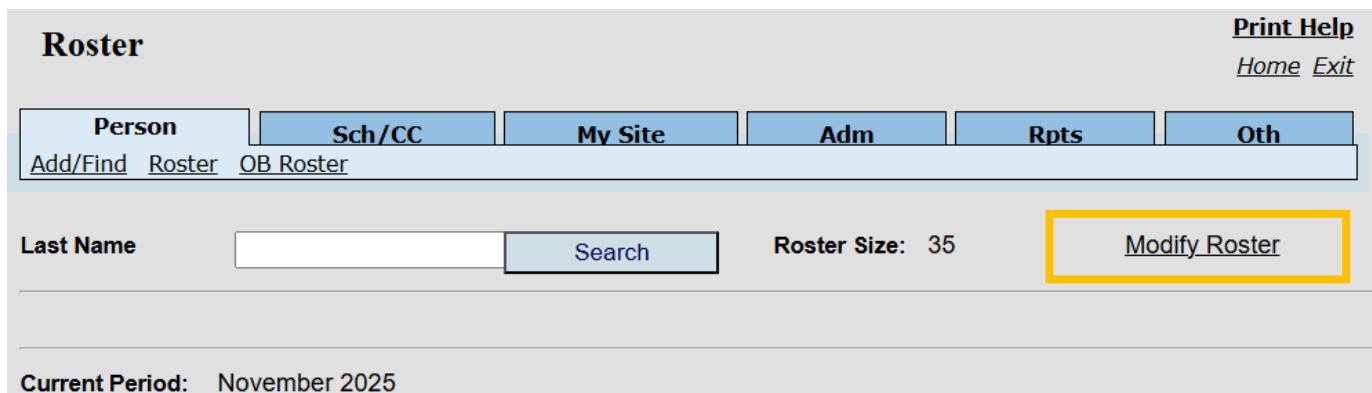 Roster
Print Help
Home Exit
Person Sch/CC My Site Adm Rpts Oth
Add/Find Roster OB Roster
Last Name Search Roster Size: 35 Modify Roster
Current Period: November 2025